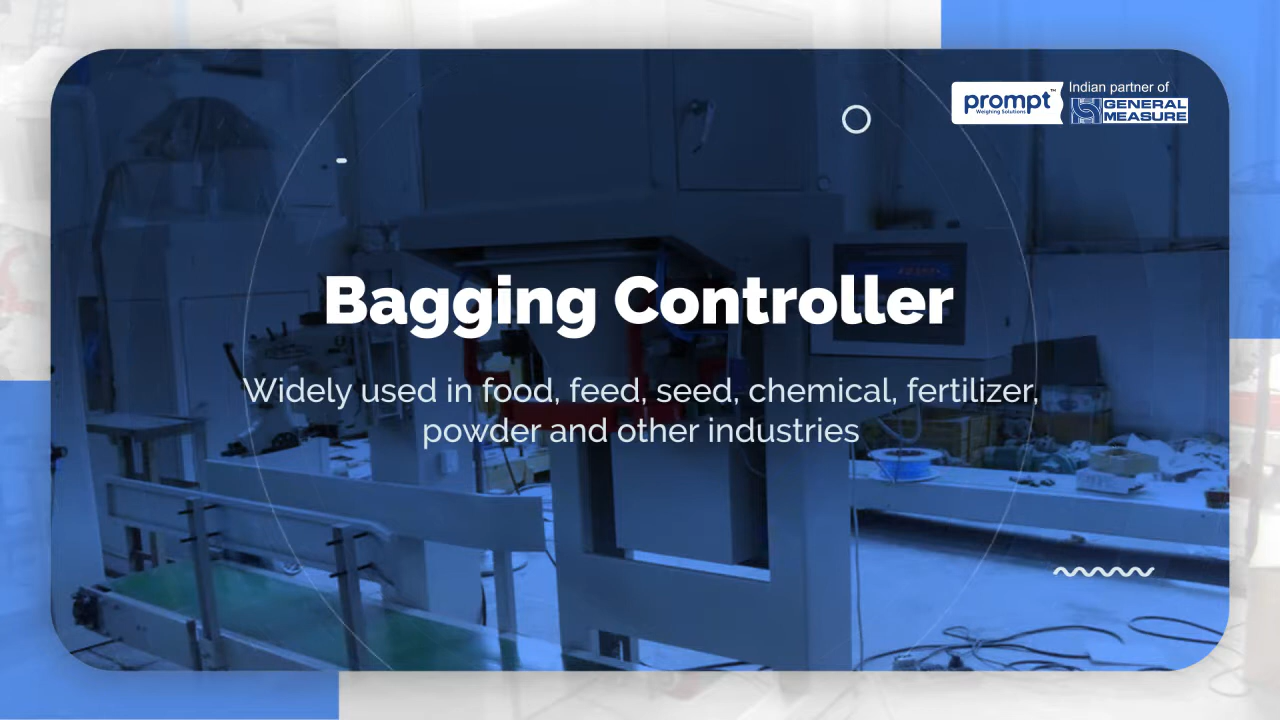 prompt™
Weighing Solutions
Indian partner of
GENERAL
MEASURE
Bagging Controller
Widely used in food, feed, seed, chemical, fertilizer,
powder and other industries